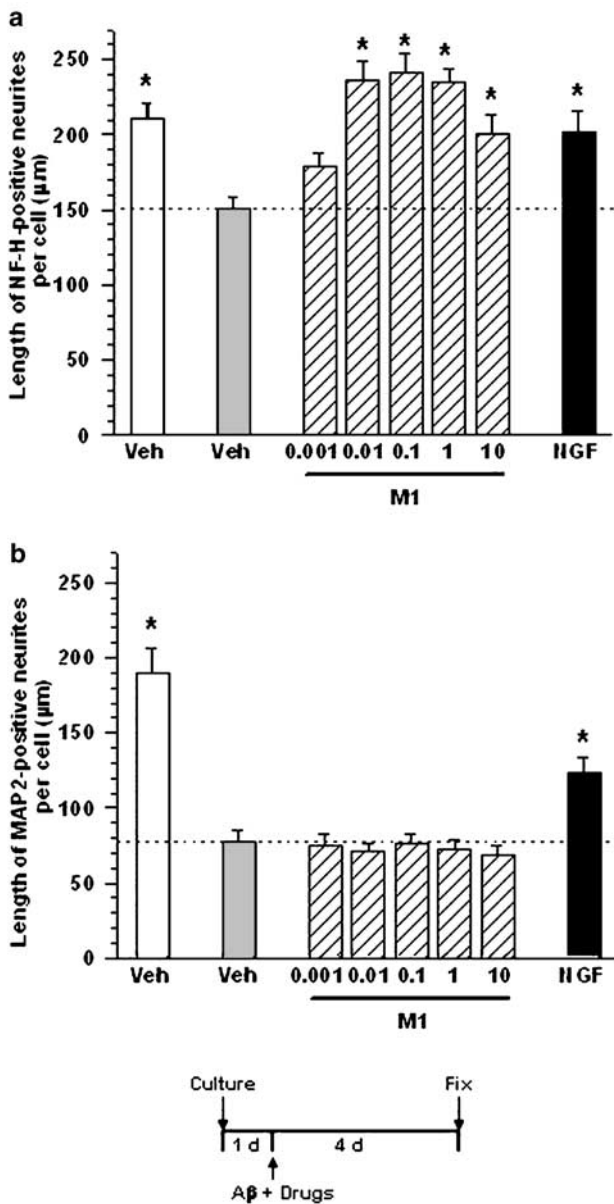 a
Length of NF-H-positive neurites
per cell (µm)
250
200
150
100
50
0
* * * * * * *
Veh Veh 0.001 0.01 0.1 1 10 NGF
M1
b
Length of MAP2-positive neurites
per cell (µm)
250
200
150
100
50
0
* *
Veh Veh 0.001 0.01 0.1 1 10 NGF
M1
Culture Fix
1 d 4 d
Aβ + Drugs